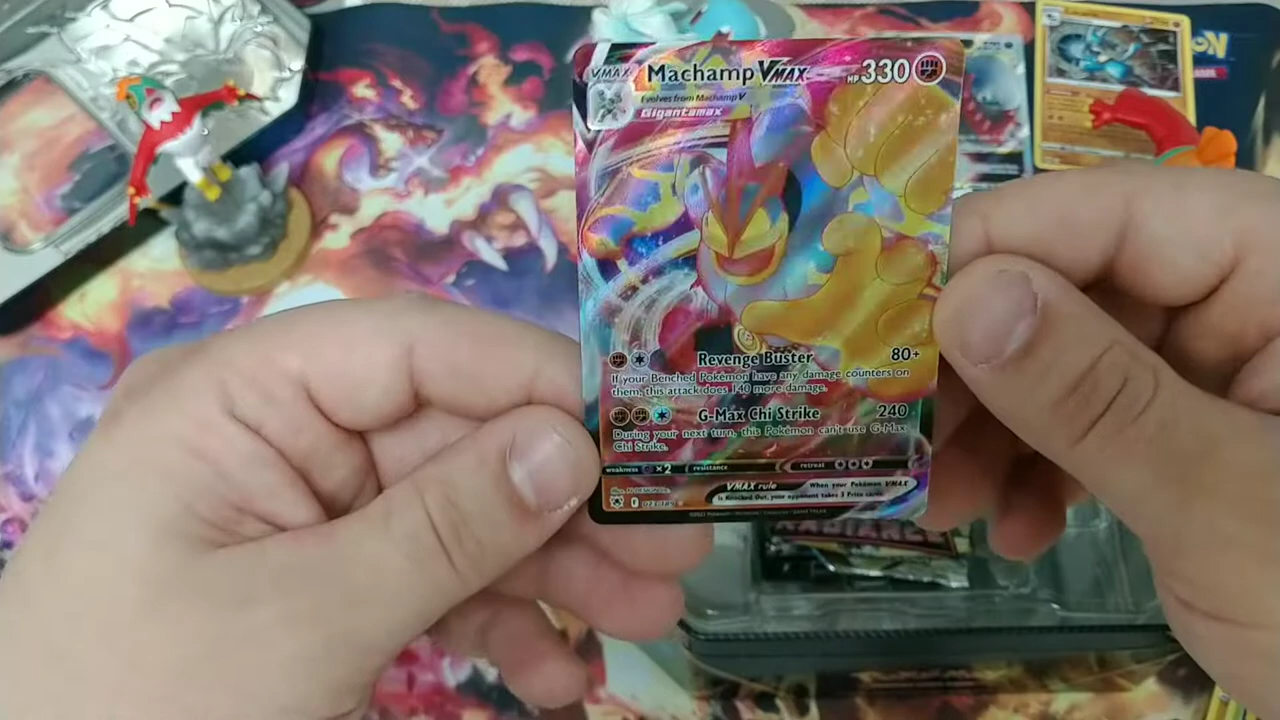 VMAX Machamp VMAX HP 330
Evolves from Machamp V
Gigantamax
Revenge Buster 80+
If your Benched Pokémon have any damage counters on
them, this attack does 140 more damage.
G-Max Chi Strike 240
During your next turn, this Pokémon can't use G-Max
Chi Strike.
weakness ×2 resistance retreat
VMAX rule When your Pokémon VMAX
is Knocked Out, your opponent takes 3 Prize cards.
F 073/189
RADIANCE